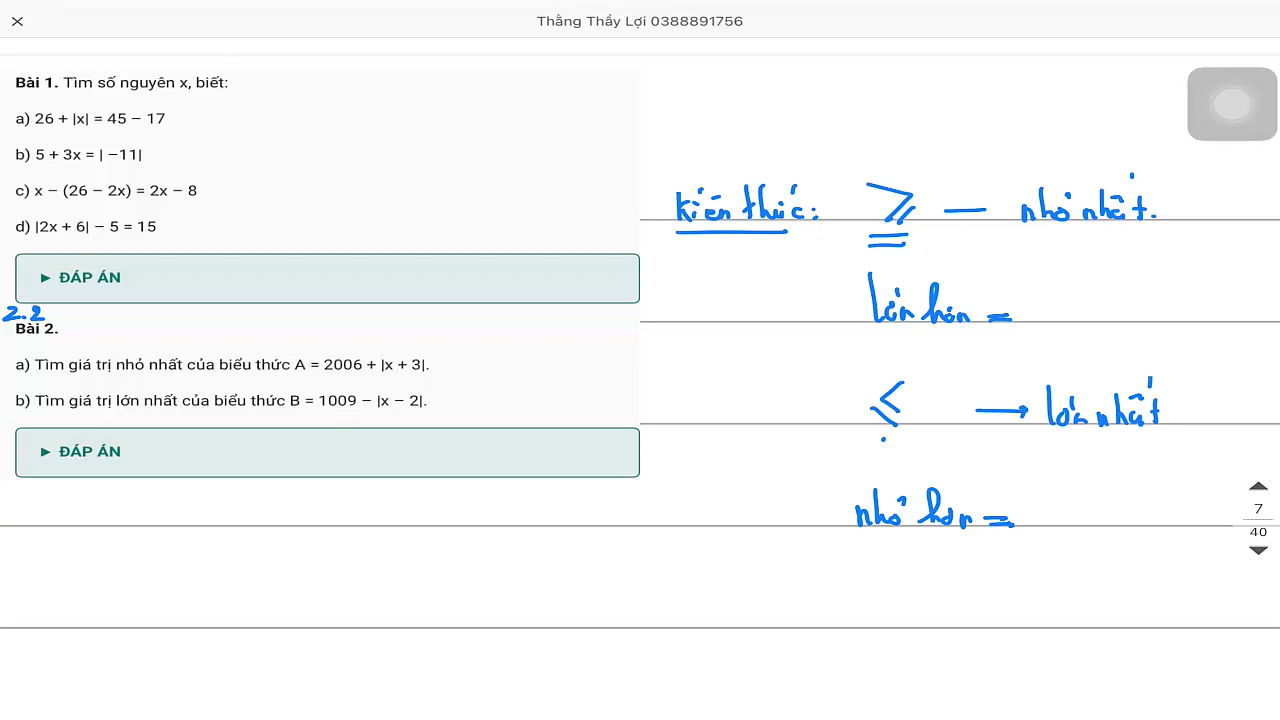 Thằng Thầy Lợi 0388891756
Bài 1. Tìm số nguyên x, biết:
a) 26 + |x| = 45 − 17
b) 5 + 3x = | −11|
c) x − (26 − 2x) = 2x − 8
d) |2x + 6| − 5 = 15
► ĐÁP ÁN
2.2
Bài 2.
a) Tìm giá trị nhỏ nhất của biểu thức A = 2006 + |x + 3|.
b) Tìm giá trị lớn nhất của biểu thức B = 1009 − |x − 2|.
► ĐÁP ÁN
kiến thức: ⩾ — nhỏ nhất.
lớn hơn =
≤ → lớn nhất
nhỏ hơn =
7
40